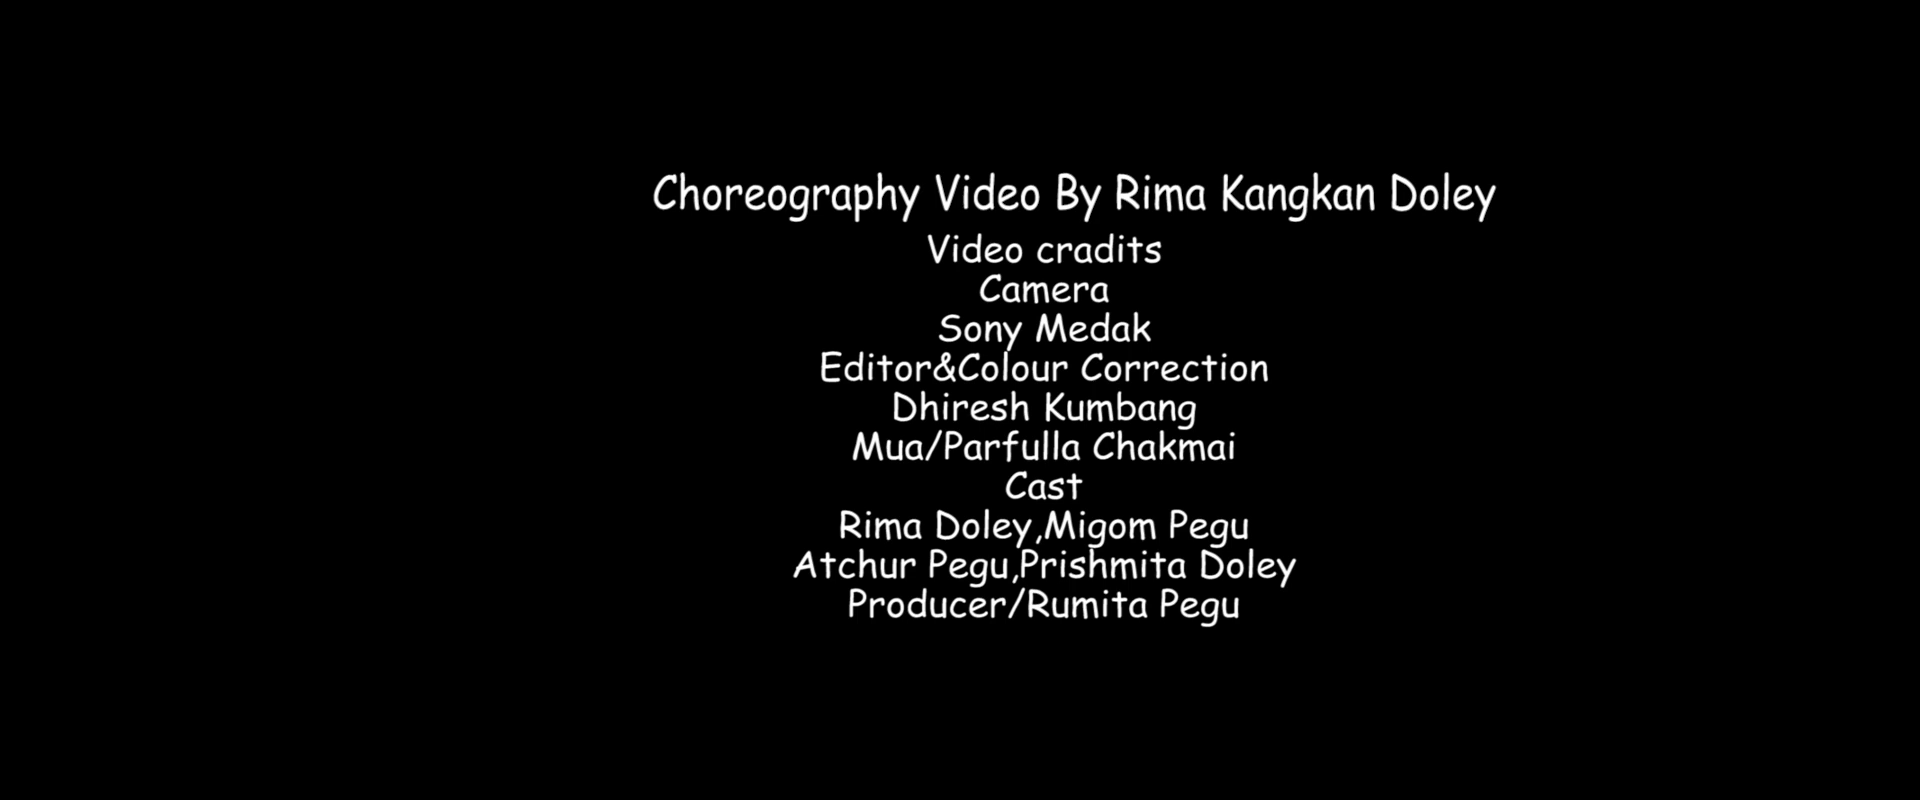 Choreography Video By Rima Kangkan Doley
Video cradits
Camera
Sony Medak
Editor&Colour Correction
Dhiresh Kumbang
Mua/Parfulla Chakmai
Cast
Rima Doley,Migom Pegu
Atchur Pegu,Prishmita Doley
Producer/Rumita Pegu